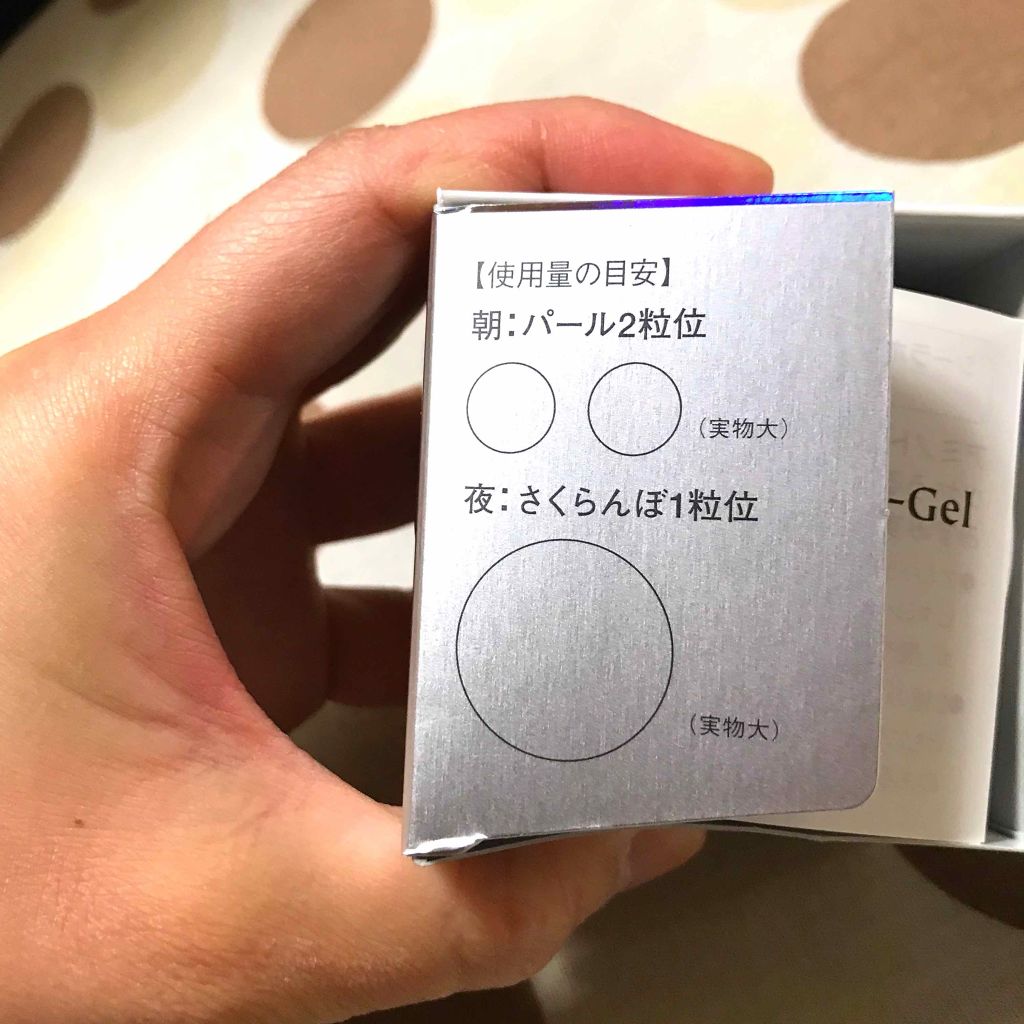 【使用量の目安】
朝：パール2粒位
（実物大）
夜：さくらんぼ1粒位
（実物大）
-Gel